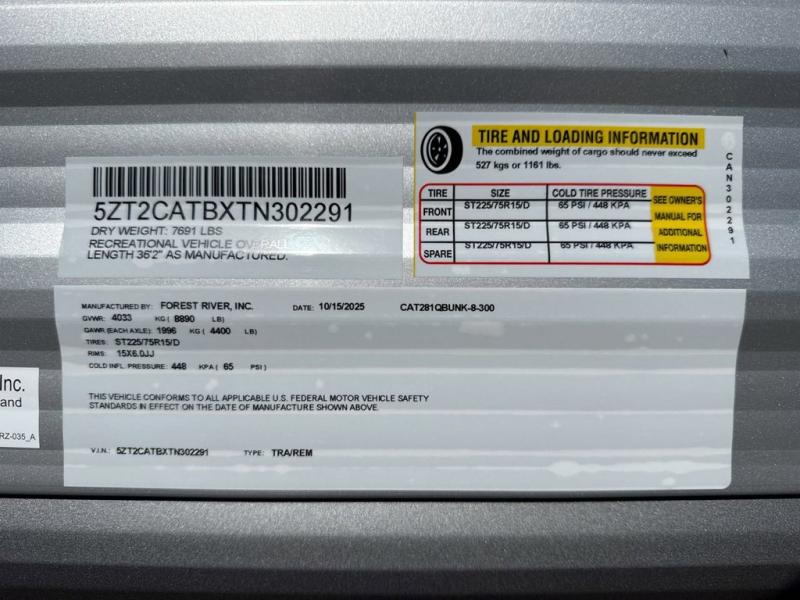 5ZT2CATBXTN302291
DRY WEIGHT: 7691 LBS
RECREATIONAL VEHICLE OVERALL
LENGTH 36'2" AS MANUFACTURED.
TIRE AND LOADING INFORMATION
The combined weight of cargo should never exceed
527 kgs or 1161 lbs.
TIRE SIZE COLD TIRE PRESSURE
FRONT ST225/75R15/D 65 PSI / 448 KPA
REAR ST225/75R15/D 65 PSI / 448 KPA
SPARE ST225/75R15/D 65 PSI / 448 KPA
SEE OWNER'S
MANUAL FOR
ADDITIONAL
INFORMATION
CAN302291
MANUFACTURED BY: FOREST RIVER, INC. DATE: 10/15/2025 CAT281QBUNK-8-300
GVWR: 4033 KG ( 8890 LB)
GAWR (EACH AXLE): 1996 KG ( 4400 LB)
TIRES: ST225/75R15/D
RIMS: 15X6.0JJ
COLD INFL. PRESSURE: 448 KPA ( 65 PSI )
THIS VEHICLE CONFORMS TO ALL APPLICABLE U.S. FEDERAL MOTOR VEHICLE SAFETY
STANDARDS IN EFFECT ON THE DATE OF MANUFACTURE SHOWN ABOVE.
V.I.N.: 5ZT2CATBXTN302291 TYPE: TRA/REM
Inc.
and
RZ-035_A